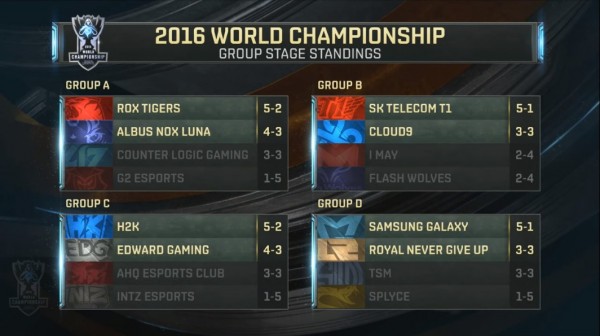 2016 WORLD CHAMPIONSHIP
GROUP STAGE STANDINGS
GROUP A
ROX TIGERS 5-2
ALBUS NOX LUNA 4-3
COUNTER LOGIC GAMING 3-3
G2 ESPORTS 1-5
GROUP B
SK TELECOM T1 5-1
CLOUD9 3-3
I MAY 2-4
FLASH WOLVES 2-4
GROUP C
H2K 5-2
EDG EDWARD GAMING 4-3
AHQ ESPORTS CLUB 3-3
INTZ ESPORTS 1-5
GROUP D
SAMSUNG GALAXY 5-1
ROYAL NEVER GIVE UP 3-3
TSM 3-3
SPLYCE 1-5
WORLD
CHAMPIONSHIP